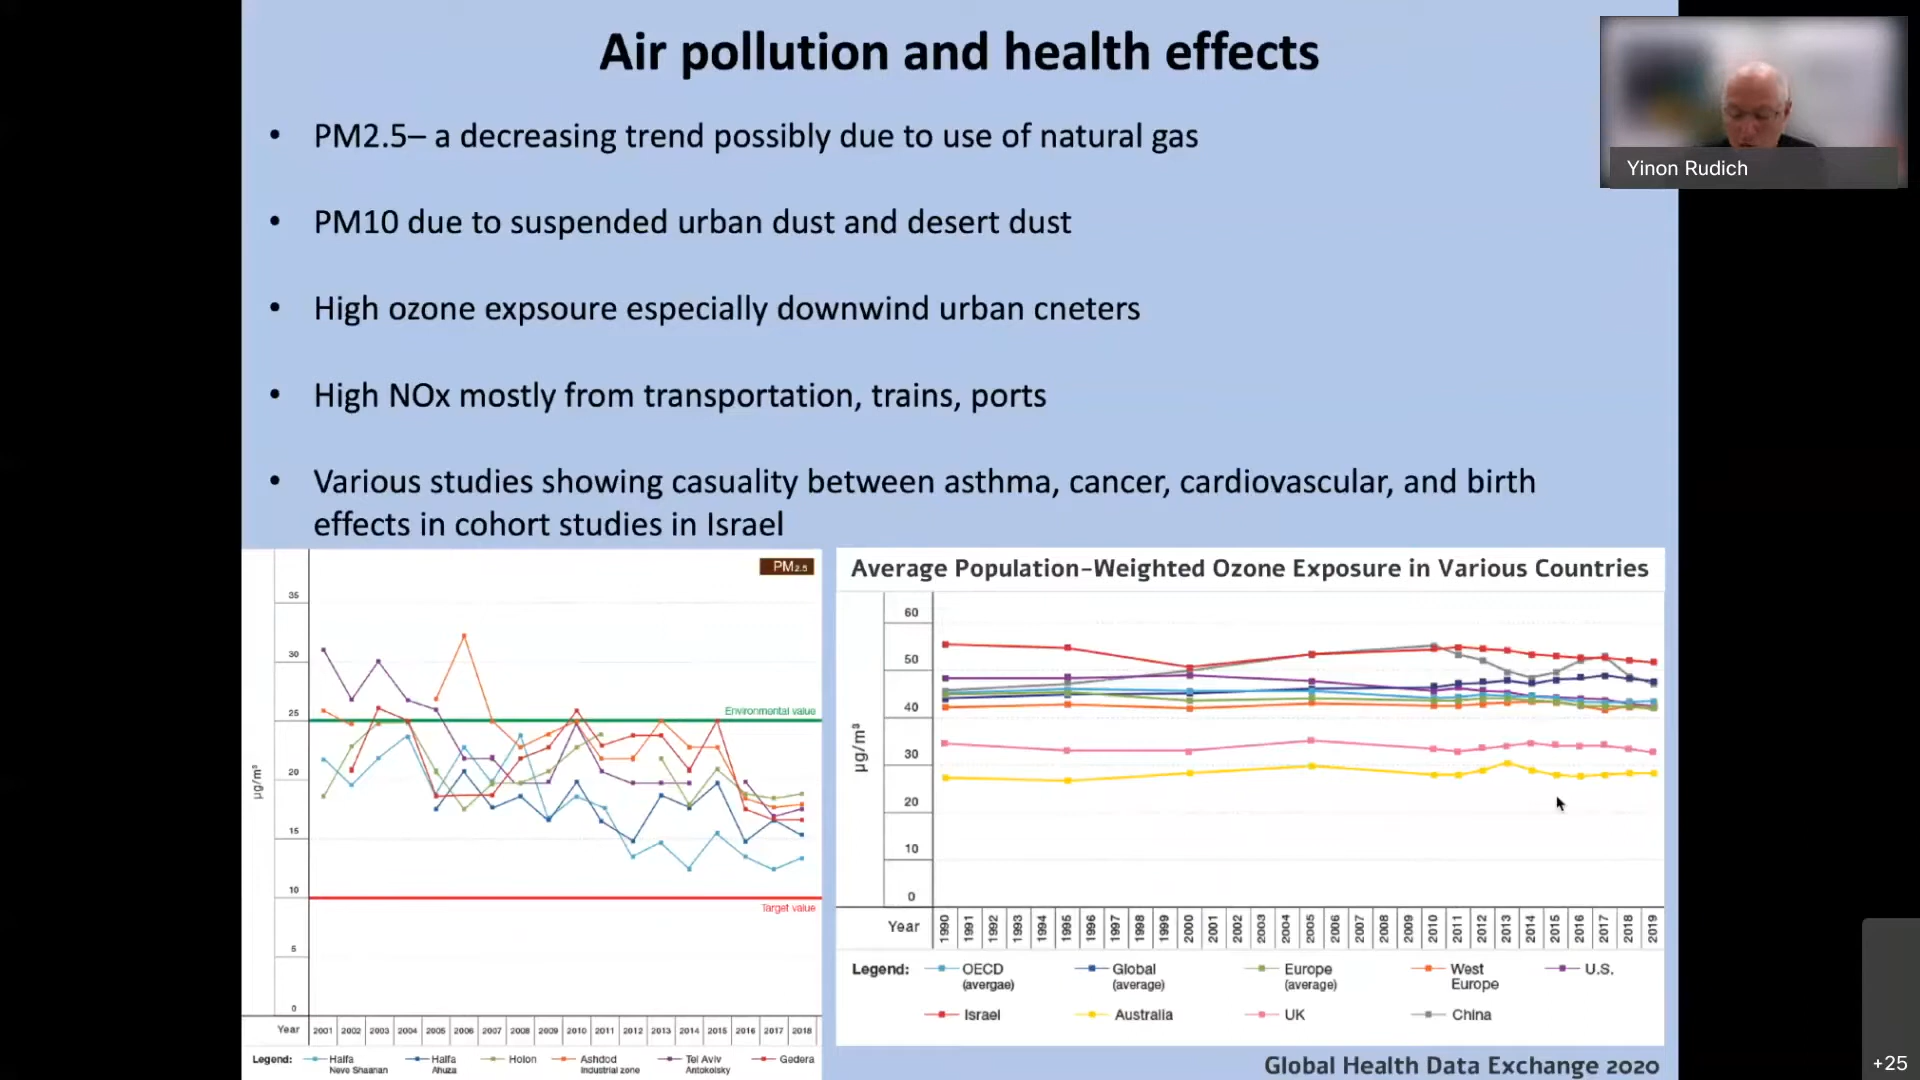 Air pollution and health effects
Yinon Rudich
• PM2.5– a decreasing trend possibly due to use of natural gas
• PM10 due to suspended urban dust and desert dust
• High ozone expsoure especially downwind urban cneters
• High NOx mostly from transportation, trains, ports
• Various studies showing casuality between asthma, cancer, cardiovascular, and birth
effects in cohort studies in Israel
PM2.5
35
30
25
20
15
10
5
0
µg/m³
Environmental value
Target value
Year 2001 2002 2003 2004 2005 2006 2007 2008 2009 2010 2011 2012 2013 2014 2015 2016 2017 2018
Legend: Haifa Haifa Holon Ashdod Tel Aviv Gedera
Neve Shaanan Ahuza Industrial zone Antokolsky
Average Population-Weighted Ozone Exposure in Various Countries
60
50
40
30
20
10
0
µg/m³
Year 1990 1991 1992 1993 1994 1995 1996 1997 1998 1999 2000 2001 2002 2003 2004 2005 2006 2007 2008 2009 2010 2011 2012 2013 2014 2015 2016 2017 2018 2019
Legend: OECD Global Europe West U.S.
(avergae) (average) (average) Europe
Israel Australia UK China
Global Health Data Exchange 2020
+25